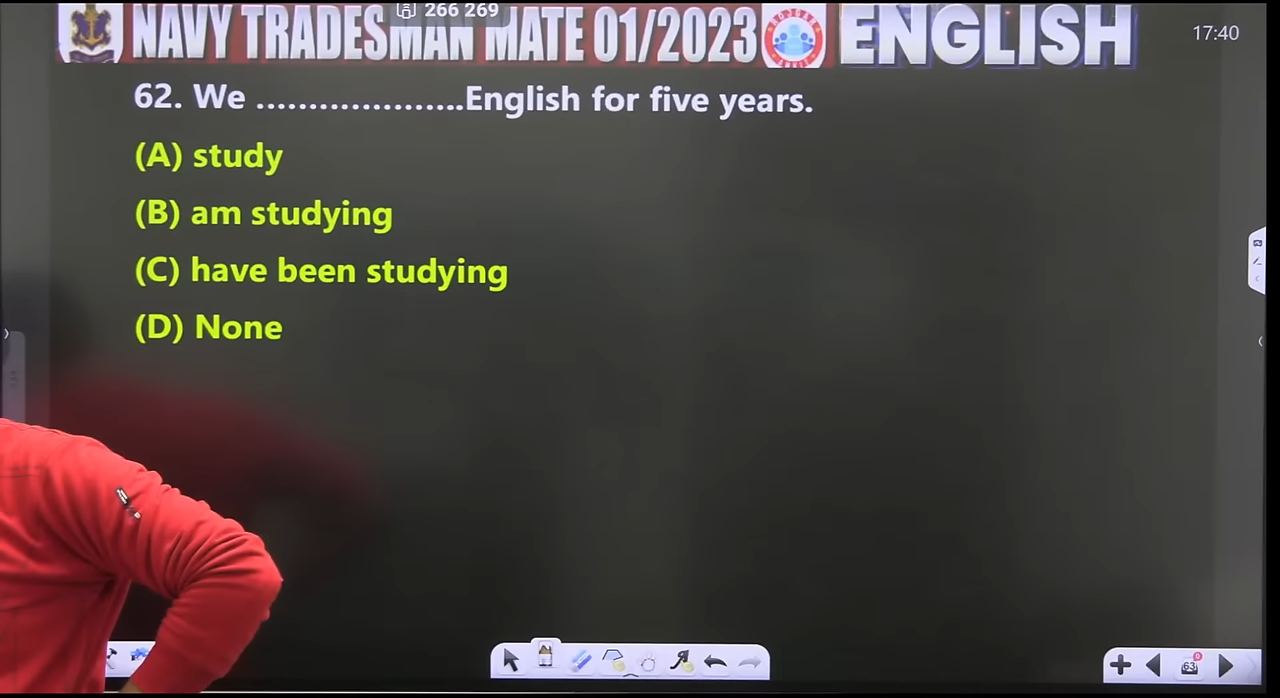 266 269
NAVY TRADESMAN MATE 01/2023 ENGLISH
17:40
62. We ....................English for five years.
(A) study
(B) am studying
(C) have been studying
(D) None
63